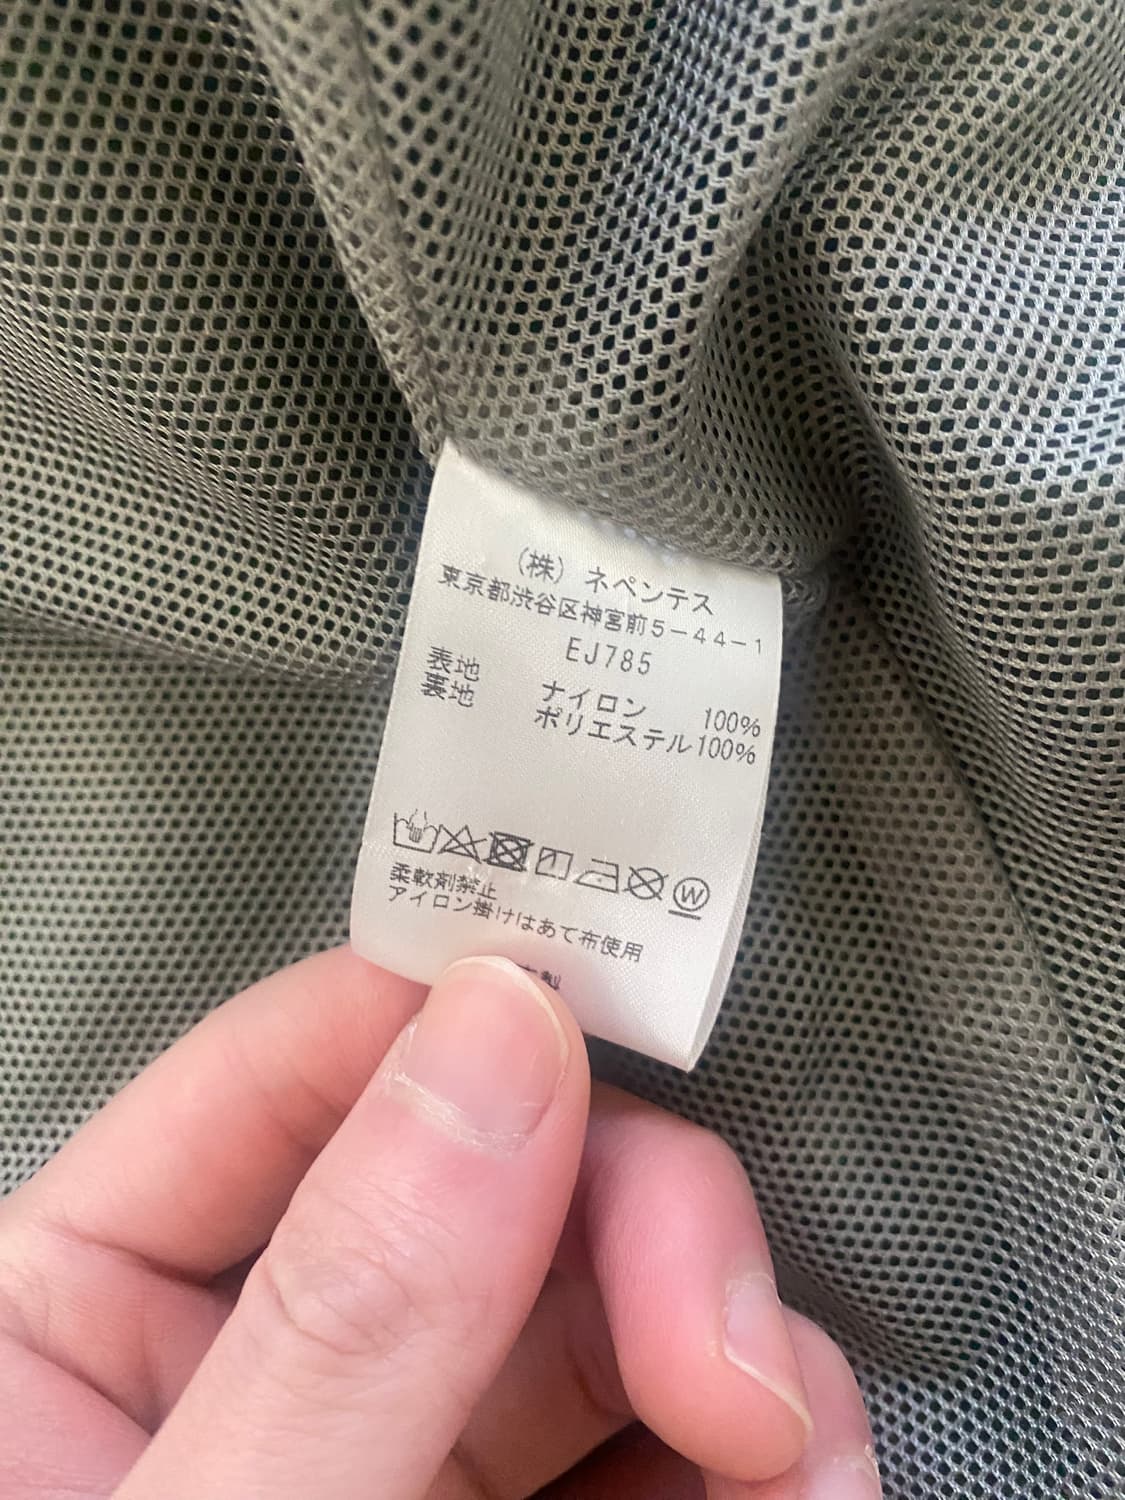 (株) ネペンテス
東京都渋谷区神宮前5-44-1
EJ785
表地 ナイロン 100%
裏地 ポリエステル100%
W
柔軟剤禁止
アイロン掛けはあて布使用
本製